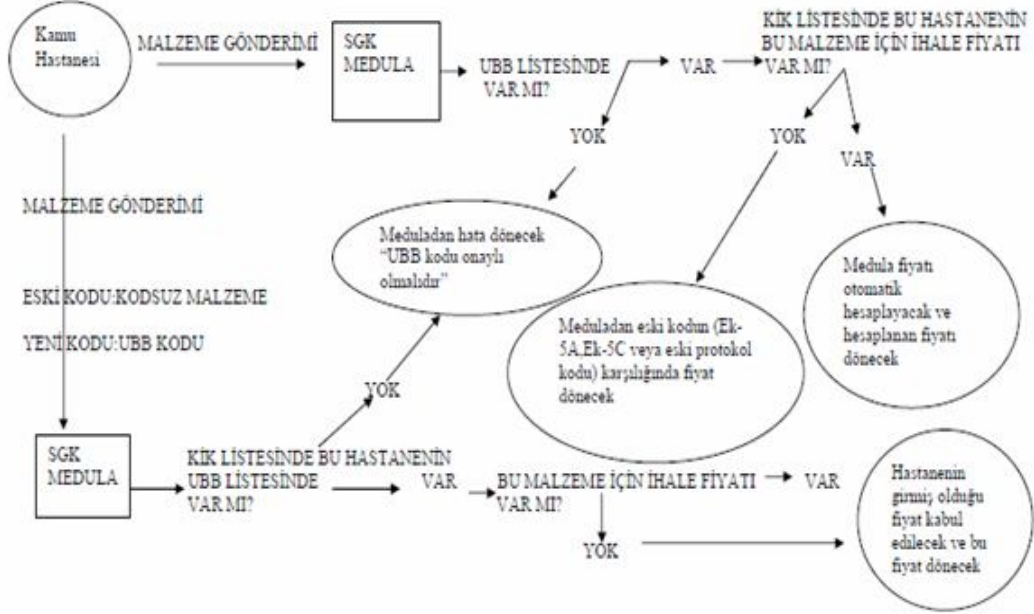 Kamu
Hastanesi
MALZEME GÖNDERİMİ
SGK
MEDULA
UBB LİSTESİNDE
VAR MI?
VAR
KİK LİSTESİNDE BU HASTANENİN
BU MALZEME İÇİN İHALE FİYATI
VAR MI?
YOK
YOK
VAR
MALZEME GÖNDERİMİ
ESKİ KODU:KODSUZ MALZEME
YENİ KODU:UBB KODU
Meduladan hata dönecek
“UBB kodu onaylı
olmalıdır”
Meduladan eski kodun (Ek-
5A,Ek-5C veya eski protokol
kodu) karşılığında fiyat
dönecek
Medula fiyatı
otomatik
hesaplayacak ve
hesaplanan fiyatı
dönecek
YOK
SGK
MEDULA
KİK LİSTESİNDE BU HASTANENİN
UBB LİSTESİNDE
VAR MI?
VAR
BU MALZEME İÇİN İHALE FİYATI
VAR MI?
VAR
YOK
Hastanenin
girmiş olduğu
fiyat kabul
edilecek ve bu
fiyat dönecek